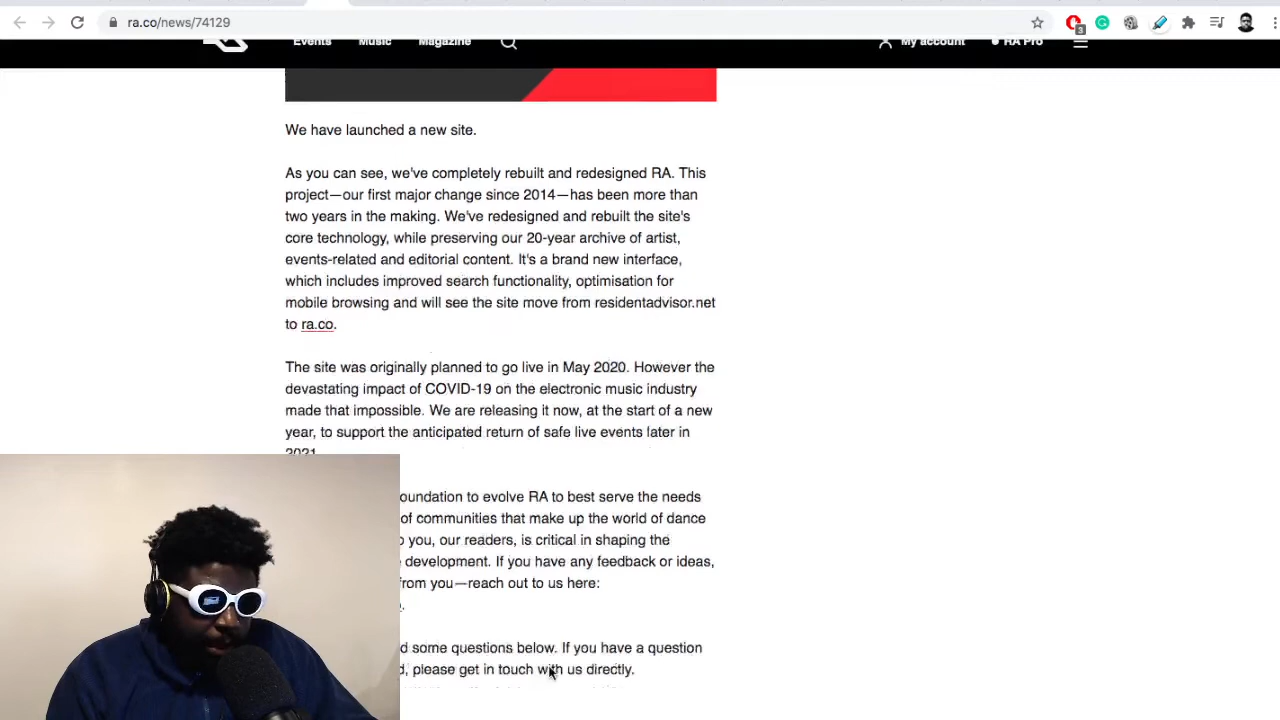 ra.co/news/74129
3
Events Music Magazine My account RA Pro
We have launched a new site.
As you can see, we've completely rebuilt and redesigned RA. This
project—our first major change since 2014—has been more than
two years in the making. We've redesigned and rebuilt the site's
core technology, while preserving our 20-year archive of artist,
events-related and editorial content. It's a brand new interface,
which includes improved search functionality, optimisation for
mobile browsing and will see the site move from residentadvisor.net
to ra.co.
The site was originally planned to go live in May 2020. However the
devastating impact of COVID-19 on the electronic music industry
made that impossible. We are releasing it now, at the start of a new
year, to support the anticipated return of safe live events later in
2021.
oundation to evolve RA to best serve the needs
of communities that make up the world of dance
o you, our readers, is critical in shaping the
development. If you have any feedback or ideas,
from you—reach out to us here:
d some questions below. If you have a question
d, please get in touch with us directly.